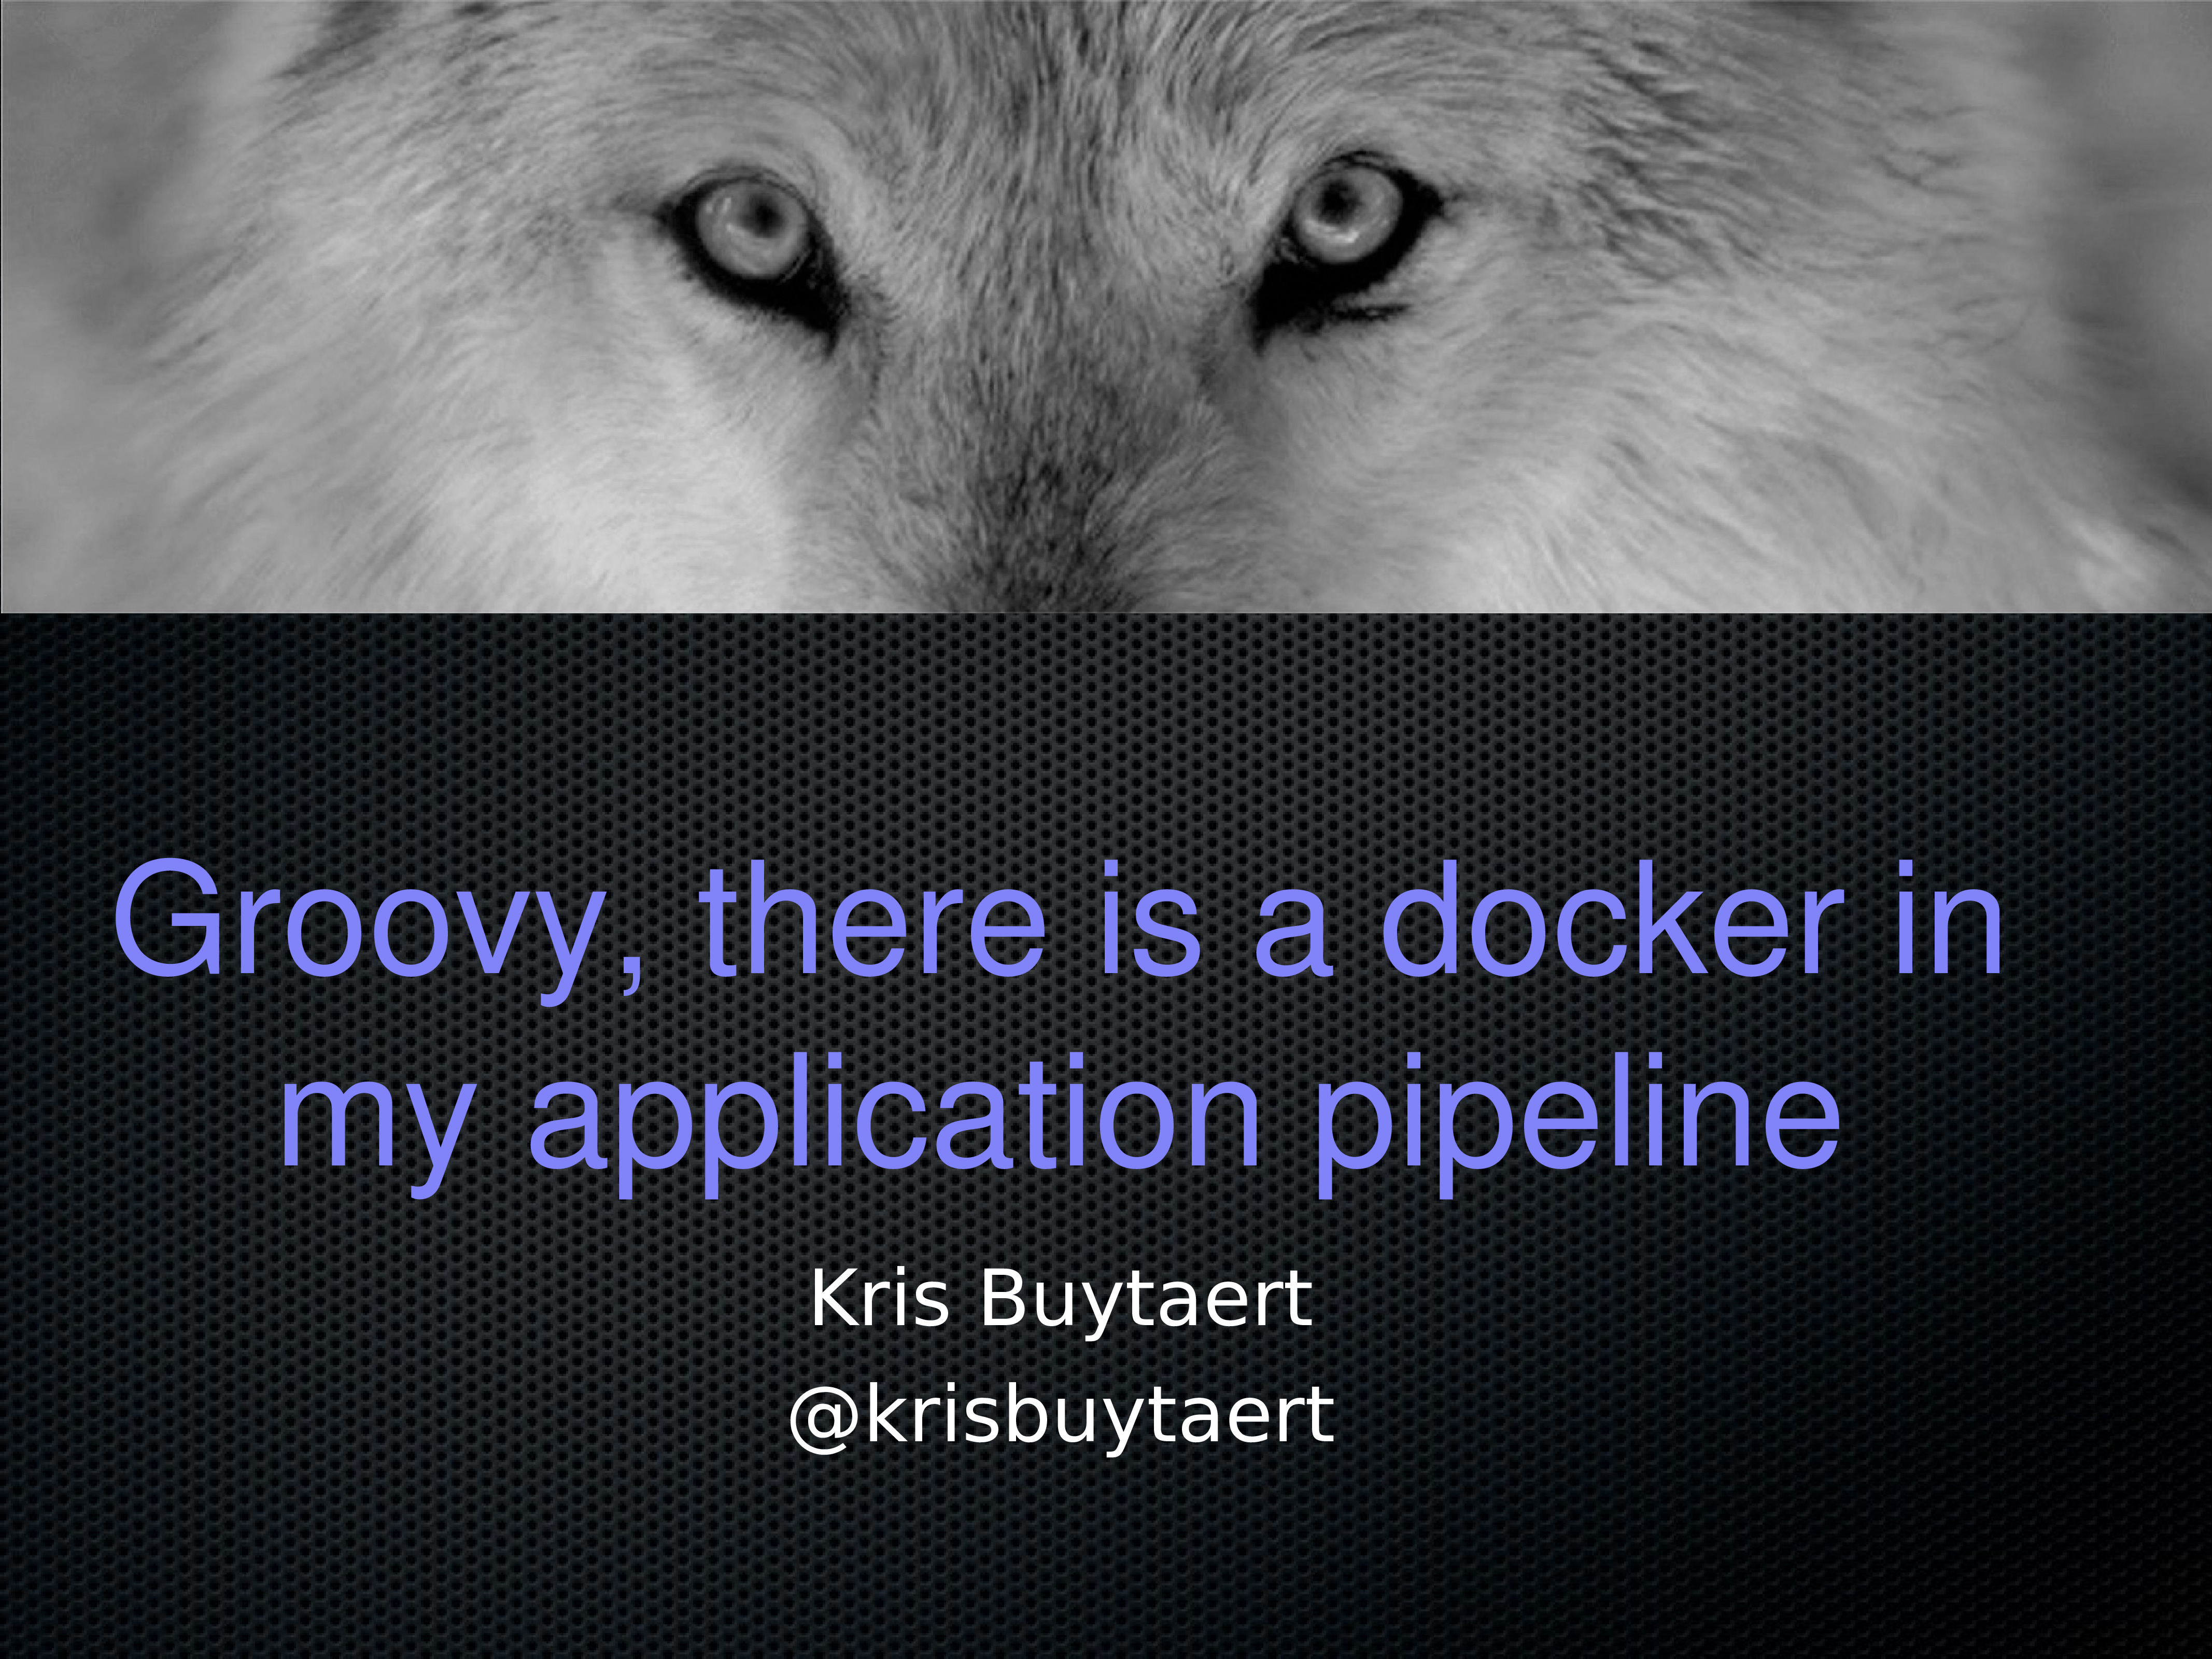 Groovy, there is a docker in
my application pipeline
Kris Buytaert
@krisbuytaert